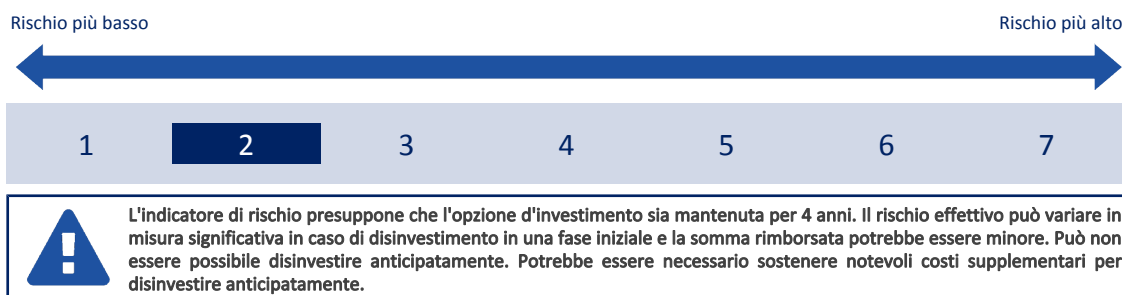 Rischio più basso Rischio più alto
1 2 3 4 5 6 7
L'indicatore di rischio presuppone che l'opzione d'investimento sia mantenuta per 4 anni. Il rischio effettivo può variare in
misura significativa in caso di disinvestimento in una fase iniziale e la somma rimborsata potrebbe essere minore. Può non
essere possibile disinvestire anticipatamente. Potrebbe essere necessario sostenere notevoli costi supplementari per
disinvestire anticipatamente.